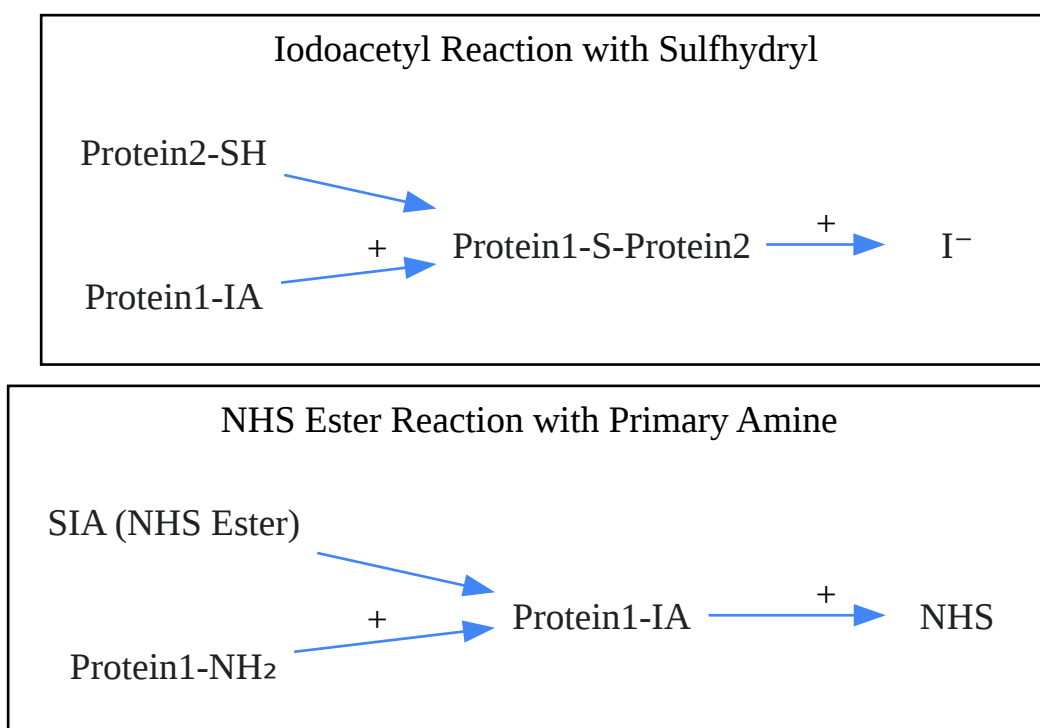 Iodoacetyl Reaction with Sulfhydryl
Protein2-SH
+
Protein1-IA
Protein1-S-Protein2
+
I⁻
NHS Ester Reaction with Primary Amine
SIA (NHS Ester)
+
Protein1-NH₂
Protein1-IA
+
NHS